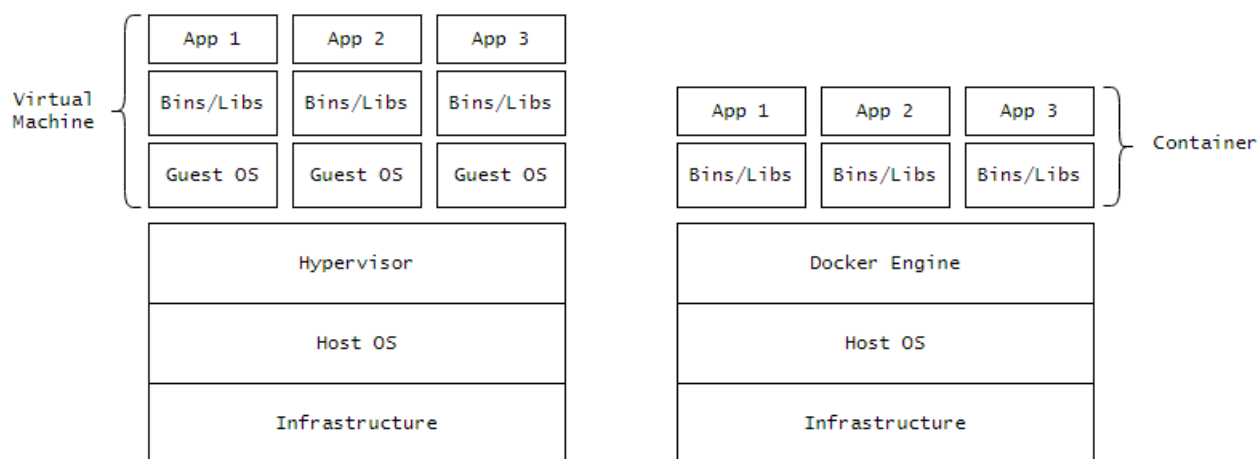 App 1
App 2
App 3
Virtual
Machine
Bins/Libs
Bins/Libs
Bins/Libs
Guest OS
Guest OS
Guest OS
Hypervisor
Host OS
Infrastructure
App 1
App 2
App 3
Container
Bins/Libs
Bins/Libs
Bins/Libs
Docker Engine
Host OS
Infrastructure